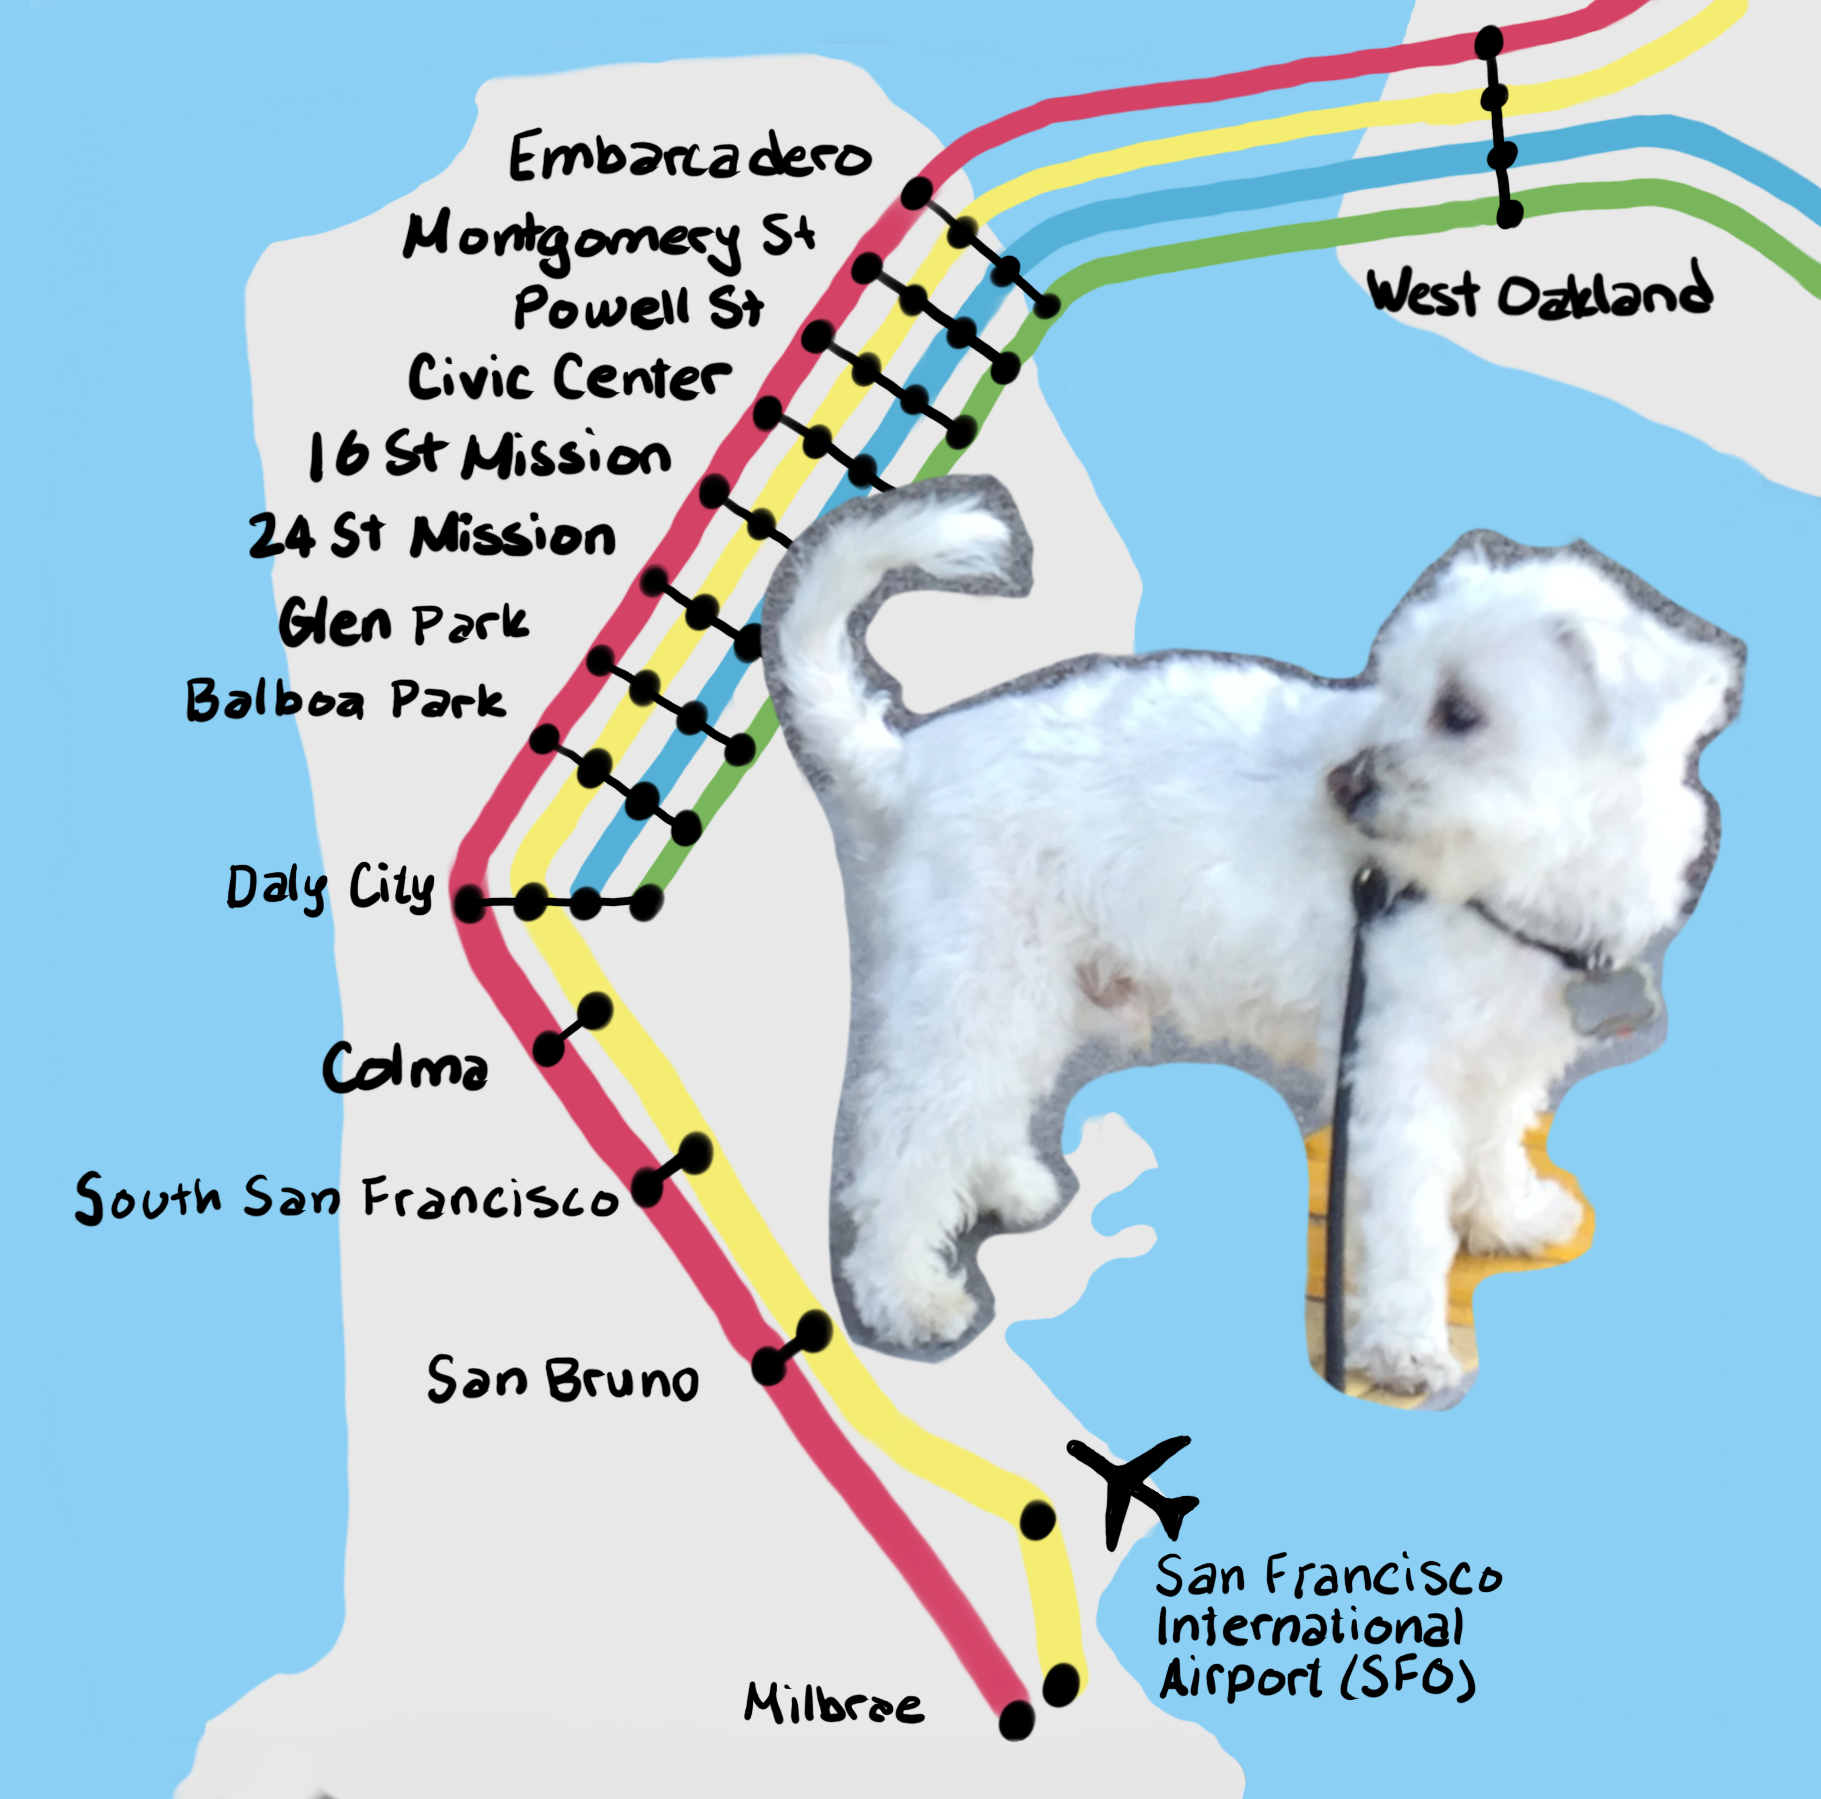 Embarcadero
Montgomery St
Powell St
Civic Center
16 St Mission
24 St Mission
Glen Park
Balboa Park
Daly City
Colma
South San Francisco
San Bruno
Milbrae
West Oakland
San Francisco
International
Airport (SFO)